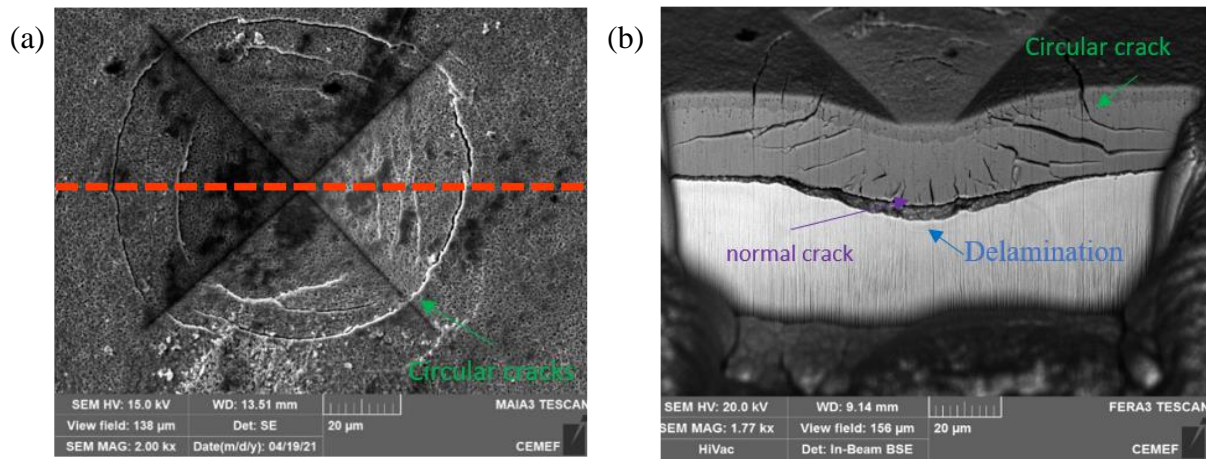 (a)
Circular cracks
SEM HV: 15.0 kV WD: 13.51 mm MAIA3 TESCAN
View field: 138 µm Det: SE 20 µm
SEM MAG: 2.00 kx Date(m/d/y): 04/19/21 CEMEF
(b)
Circular crack
normal crack
Delamination
SEM HV: 20.0 kV WD: 9.14 mm FERA3 TESCAN
View field: 156 µm 20 µm
SEM MAG: 1.77 kx
HiVac Det: In-Beam BSE CEMEF